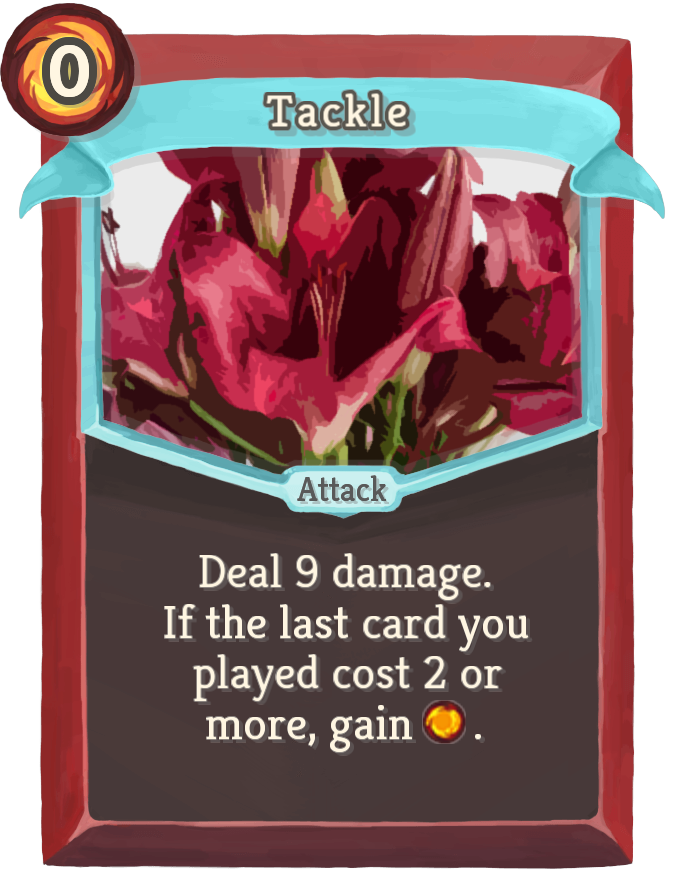 0
Tackle
Attack
Deal 9 damage.
If the last card you
played cost 2 or
more, gain .